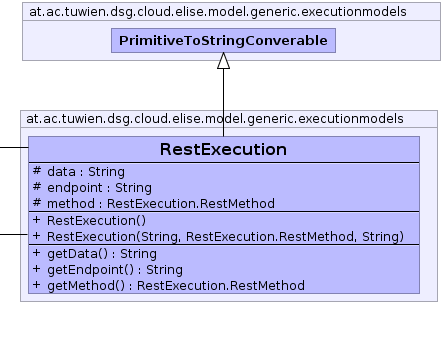 at.ac.tuwien.dsg.cloud.elise.model.generic.executionmodels
PrimitiveToStringConverable
at.ac.tuwien.dsg.cloud.elise.model.generic.executionmodels
RestExecution
# data : String
# endpoint : String
# method : RestExecution.RestMethod
+ RestExecution()
+ RestExecution(String, RestExecution.RestMethod, String)
+ getData() : String
+ getEndpoint() : String
+ getMethod() : RestExecution.RestMethod